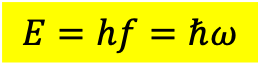 E = hf = ħω